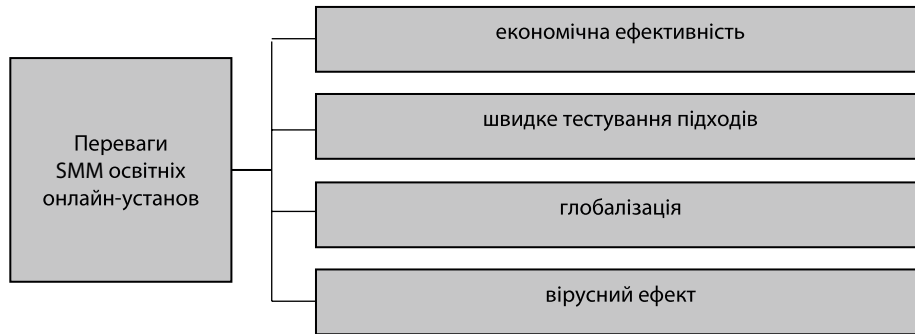 Переваги
SMM освітніх
онлайн-установ
економічна ефективність
швидке тестування підходів
глобалізація
вірусний ефект